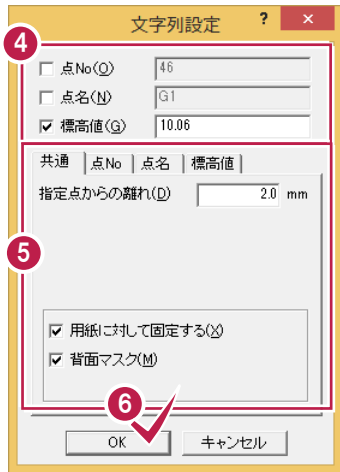 文字列設定 ? ×
4
点No(O) 46
点名(N) G1
標高値(G) 10.06
5
共通 点No 点名 標高値
指定点からの離れ(D) 2.0 mm
用紙に対して固定する(X)
背面マスク(M)
6
OK キャンセル